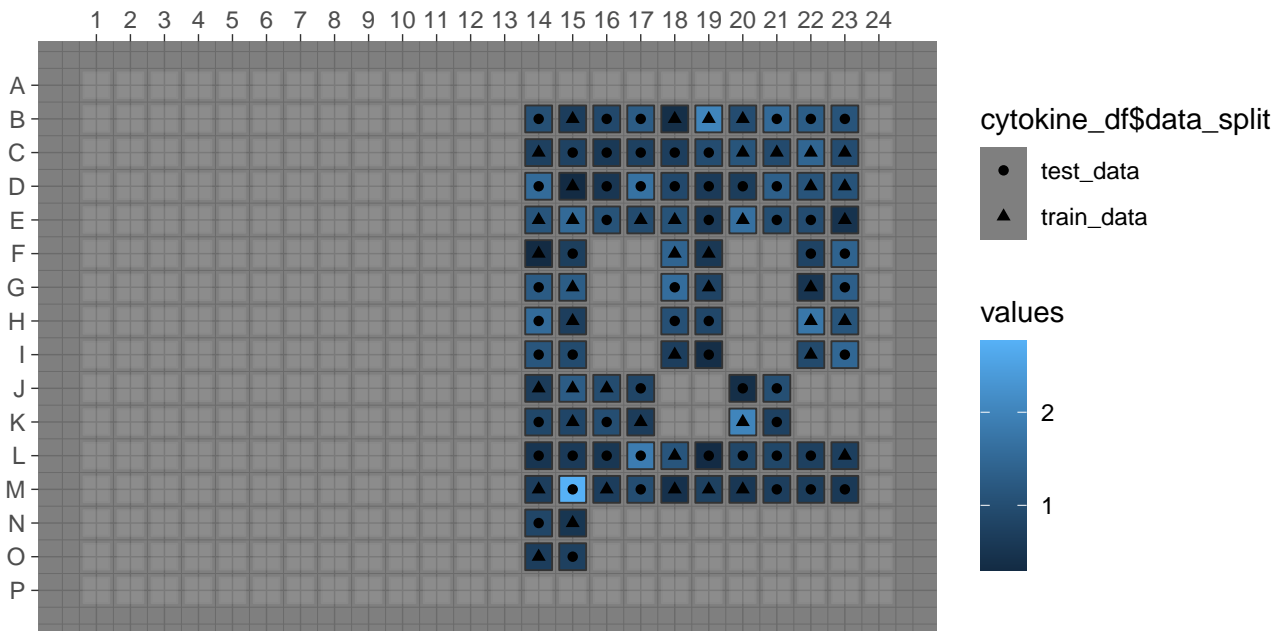 1 2 3 4 5 6 7 8 9 10 11 12 13 14 15 16 17 18 19 20 21 22 23 24
A
B
C
D
E
F
G
H
I
J
K
L
M
N
O
P
cytokine_df$data_split
test_data
train_data
values
2
1